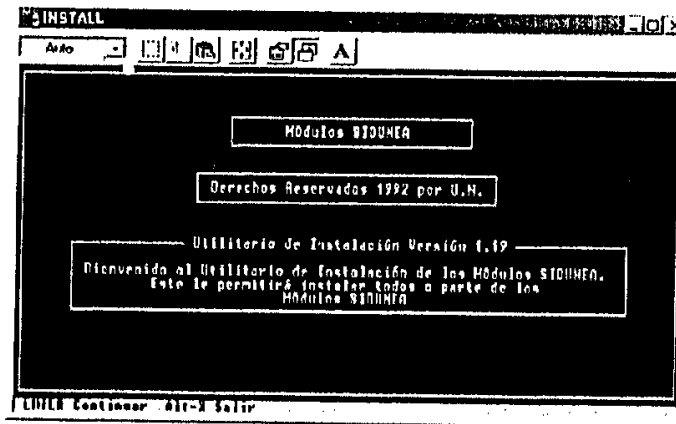 INSTALL
Auto
A
Módulos SIDUNEA
Derechos Reservados 1992 por U.N.
Utilitario de Instalación Versión 1.19
Bienvenido al Utilitario de Instalación de los Módulos SIDUNEA.
Este le permitirá instalar todos o parte de los
Módulos SIDUNEA
ENTER Continuar Alt-X Salir